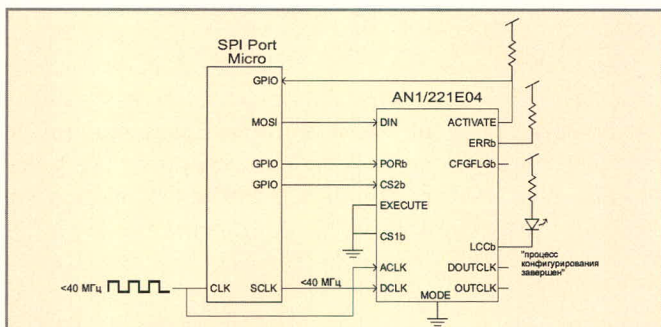 SPI Port
Micro
AN1/221E04
GPIO
MOSI
GPIO
GPIO
CLK
SCLK
<40 МГц
<40 МГц
DIN
PORb
CS2b
EXECUTE
CS1b
ACLK
DCLK
MODE
ACTIVATE
ERRb
CFGFLGb
LCCb
DOUTCLK
OUTCLK
"процесс
конфигурирования
завершен"